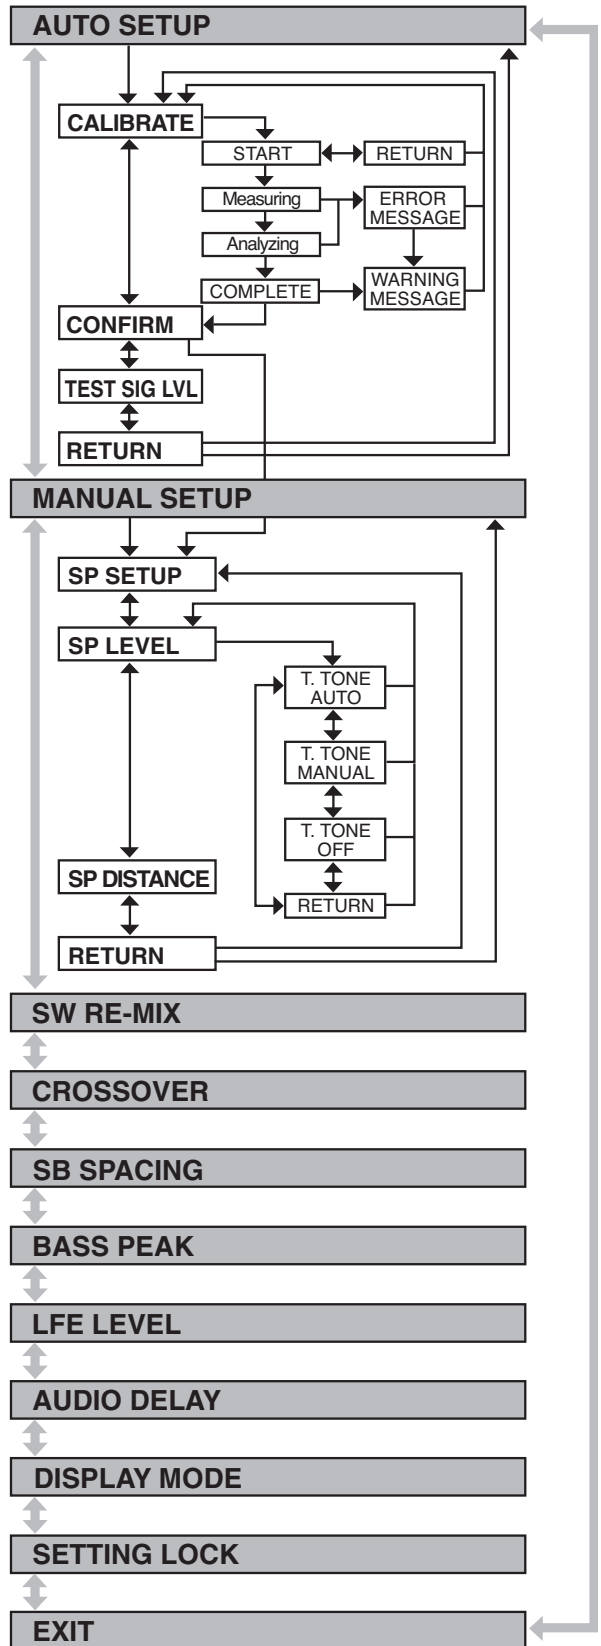 AUTO SETUP
CALIBRATE
START
RETURN
Measuring
ERROR
MESSAGE
Analyzing
COMPLETE
WARNING
MESSAGE
CONFIRM
TEST SIG LVL
RETURN
MANUAL SETUP
SP SETUP
SP LEVEL
T. TONE
AUTO
T. TONE
MANUAL
T. TONE
OFF
SP DISTANCE
RETURN
RETURN
SW RE-MIX
CROSSOVER
SB SPACING
BASS PEAK
LFE LEVEL
AUDIO DELAY
DISPLAY MODE
SETTING LOCK
EXIT